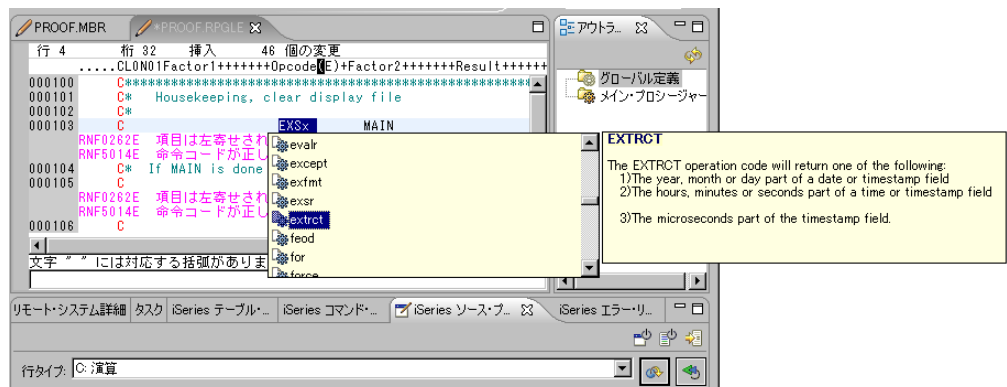 PROOF.MBR
*PROOF.RPGLE
アウトラ...
行 4 桁 32 挿入 46 個の変更
.....CL0N01Factor1+++++++Opcode(E)+Factor2+++++++Result++++++
000100 C*****************************************************
000101 C* Housekeeping, clear display file
000102 C*
000103 C EXSx MAIN
RNF0262E 項目は左寄せされ
RNF5014E 命令コードが正し
000104 C* If MAIN is done
000105 C
RNF0262E 項目は左寄せされ
RNF5014E 命令コードが正し
000106 C
文字 " " には対応する括弧がありま
evalr
except
exfmt
exsr
extrct
feod
for
force
グローバル定義
メイン・プロシージャー
EXTRCT
The EXTRCT operation code will return one of the following:
1)The year, month or day part of a date or timestamp field
2)The hours, minutes or seconds part of a time or timestamp field
3)The microseconds part of the timestamp field.
リモート・システム詳細 タスク iSeries テーブル・... iSeries コマンド・... iSeries ソース・プ... iSeries エラー・リ...
行タイプ: C: 演算